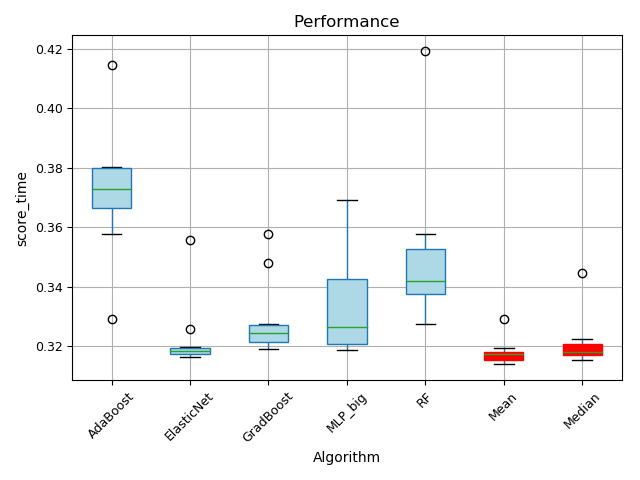 Performance
score_time
0.42
0.40
0.38
0.36
0.34
0.32
AdaBoost
ElasticNet
GradBoost
MLP_big
RF
Mean
Median
Algorithm